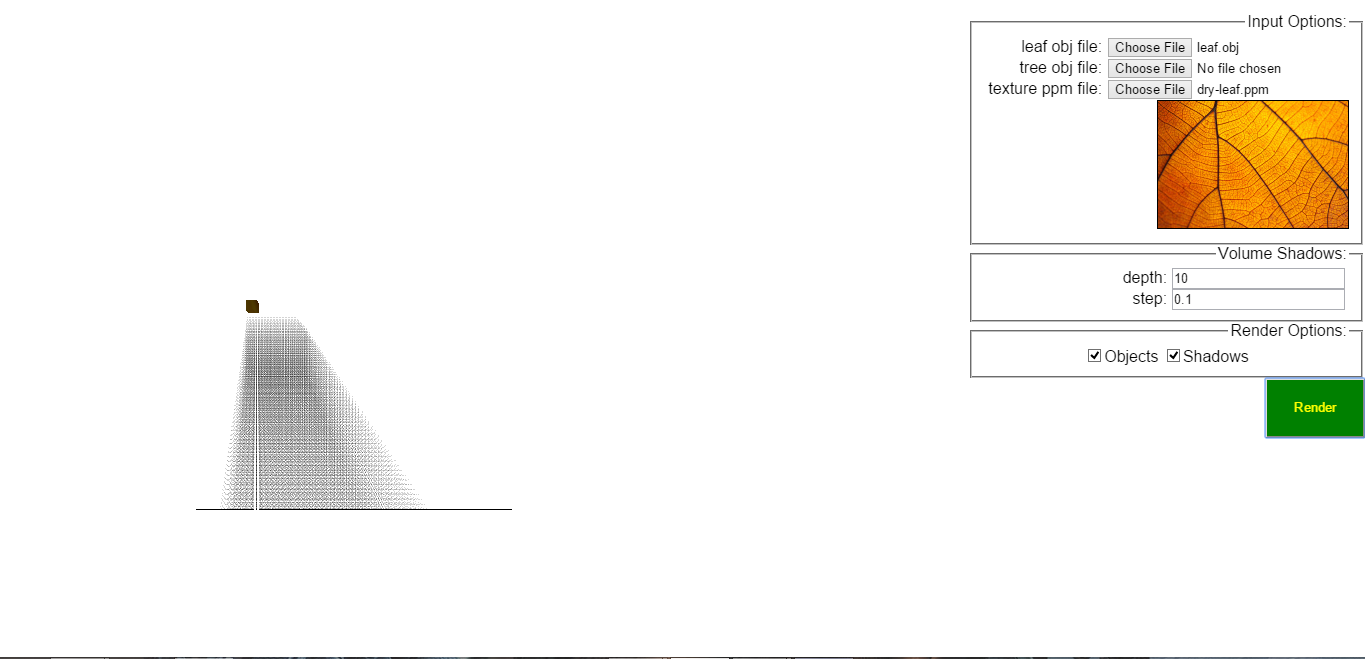 Input Options:
leaf obj file: Choose File leaf.obj
tree obj file: Choose File No file chosen
texture ppm file: Choose File dry-leaf.ppm
Volume Shadows:
depth: 10
step: 0.1
Render Options:
Objects Shadows
Render